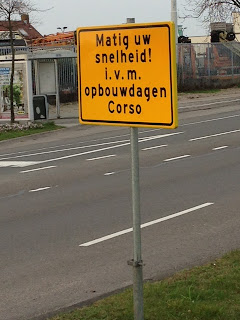 Matig uw
snelheid!
i.v.m.
opbouwdagen
Corso